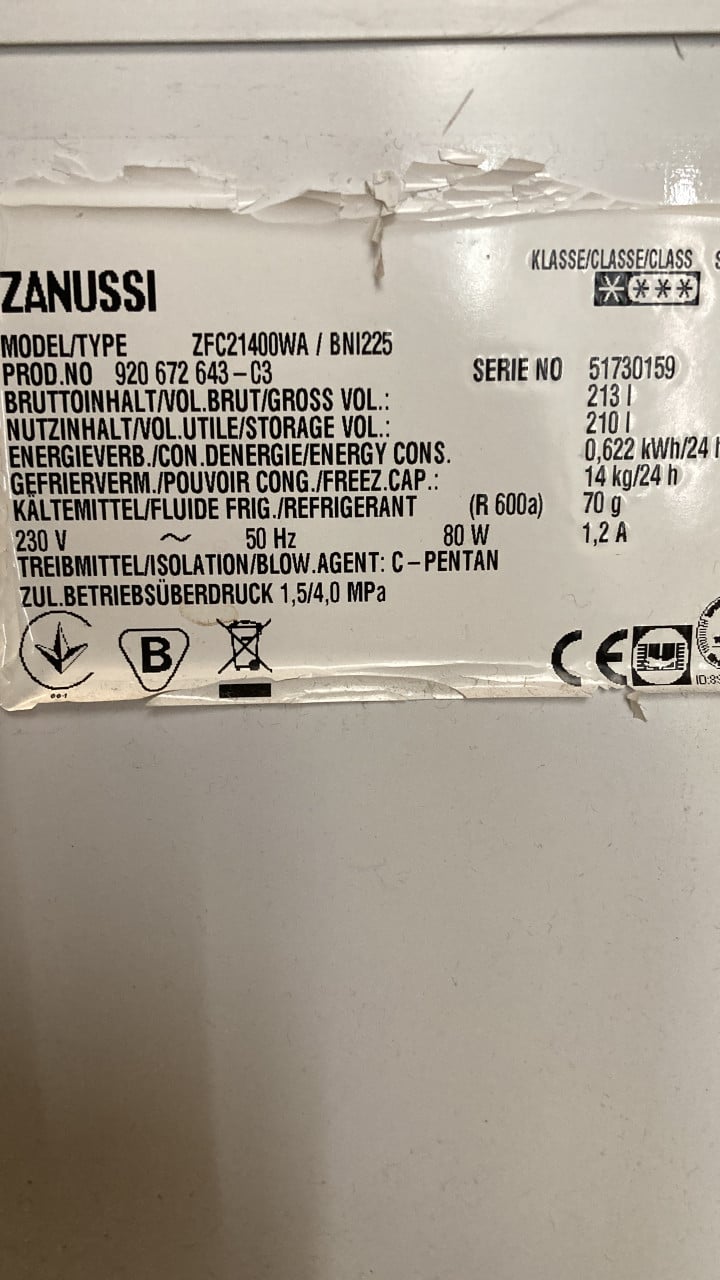 KLASSE/CLASSE/CLASS
ZANUSSI
MODEL/TYPE ZFC21400WA / BNI225
PROD.NO 920 672 643-C3 SERIE NO 51730159
BRUTTOINHALT/VOL.BRUT/GROSS VOL.: 213 l
NUTZINHALT/VOL.UTILE/STORAGE VOL.: 210 l
ENERGIEVERB./CON.DENERGIE/ENERGY CONS. 0,622 kWh/24 h
GEFRIERVERM./POUVOIR CONG./FREEZ.CAP.: 14 kg/24 h
KÄLTEMITTEL/FLUIDE FRIG./REFRIGERANT (R 600a) 70 g
230 V ~ 50 Hz 80 W 1,2 A
TREIBMITTEL/ISOLATION/BLOW.AGENT: C-PENTAN
ZUL.BETRIEBSÜBERDRUCK 1,5/4,0 MPa
B CE